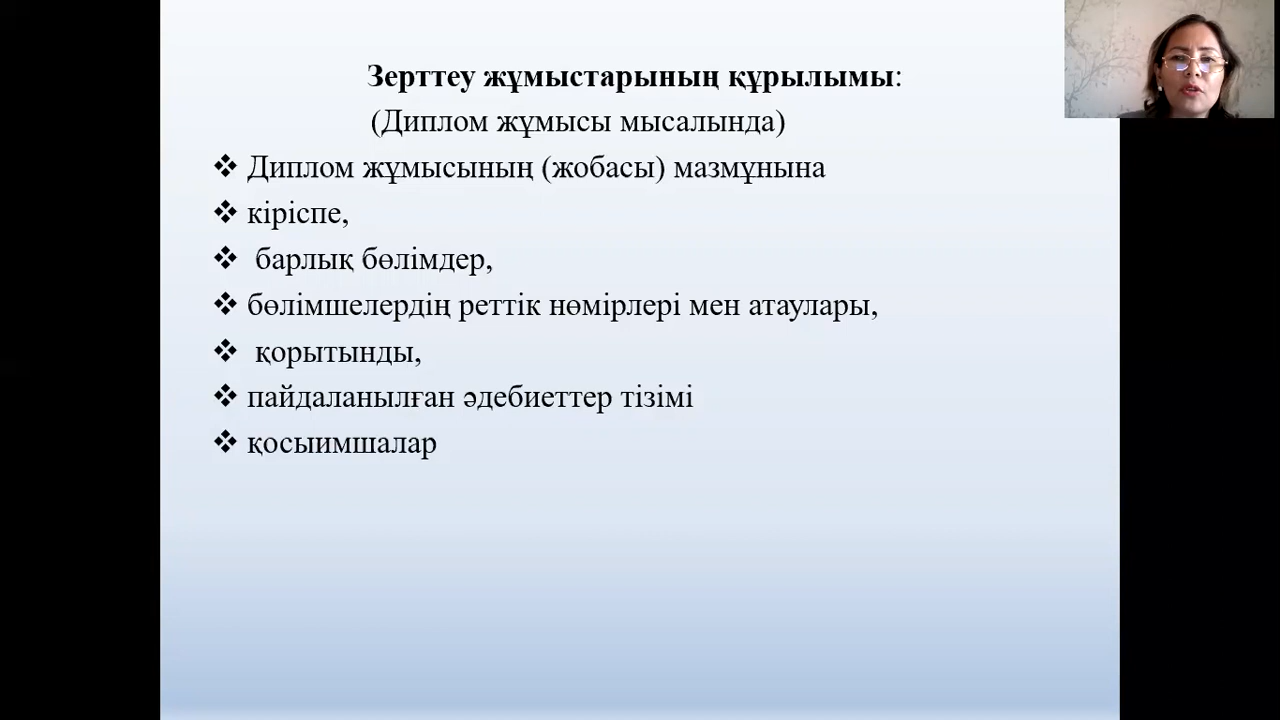 Зерттеу жұмыстарының құрылымы:
(Диплом жұмысы мысалында)
❖ Диплом жұмысының (жобасы) мазмұнына
❖ кіріспе,
❖ барлық бөлімдер,
❖ бөлімшелердің реттік нөмірлері мен атаулары,
❖ қорытынды,
❖ пайдаланылған әдебиеттер тізімі
❖ қосыимшалар